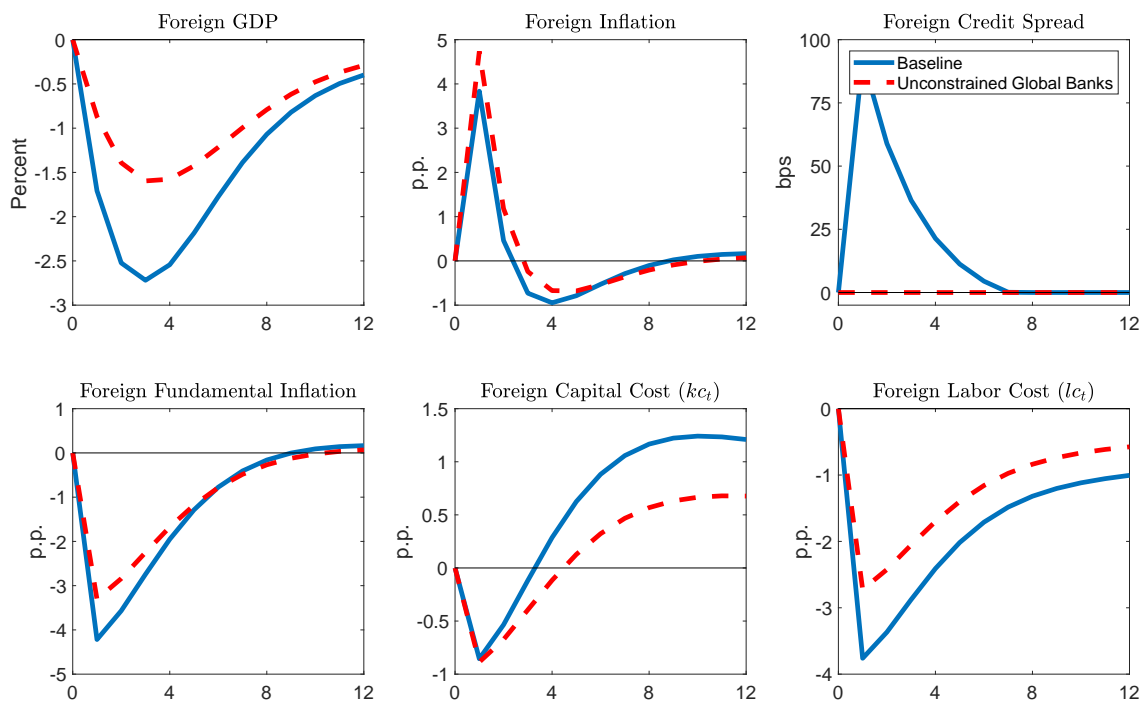 Foreign GDP
Percent
0
-0.5
-1
-1.5
-2
-2.5
-3
0 4 8 12
Foreign Inflation
p.p.
5
4
3
2
1
0
-1
0 4 8 12
Foreign Credit Spread
bps
100
75
50
25
0
0 4 8 12
Baseline
Unconstrained Global Banks
Foreign Fundamental Inflation
p.p.
1
0
-1
-2
-3
-4
-5
0 4 8 12
Foreign Capital Cost (kcₜ)
p.p.
1.5
1
0.5
0
-0.5
-1
0 4 8 12
Foreign Labor Cost (lcₜ)
p.p.
0
-1
-2
-3
-4
0 4 8 12